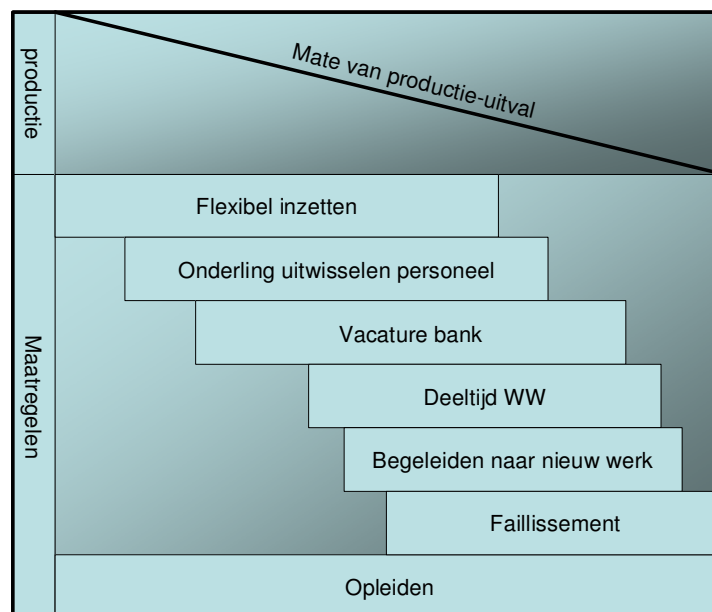 productie
Mate van productie-uitval
Maatregelen
Flexibel inzetten
Onderling uitwisselen personeel
Vacature bank
Deeltijd WW
Begeleiden naar nieuw werk
Faillissement
Opleiden